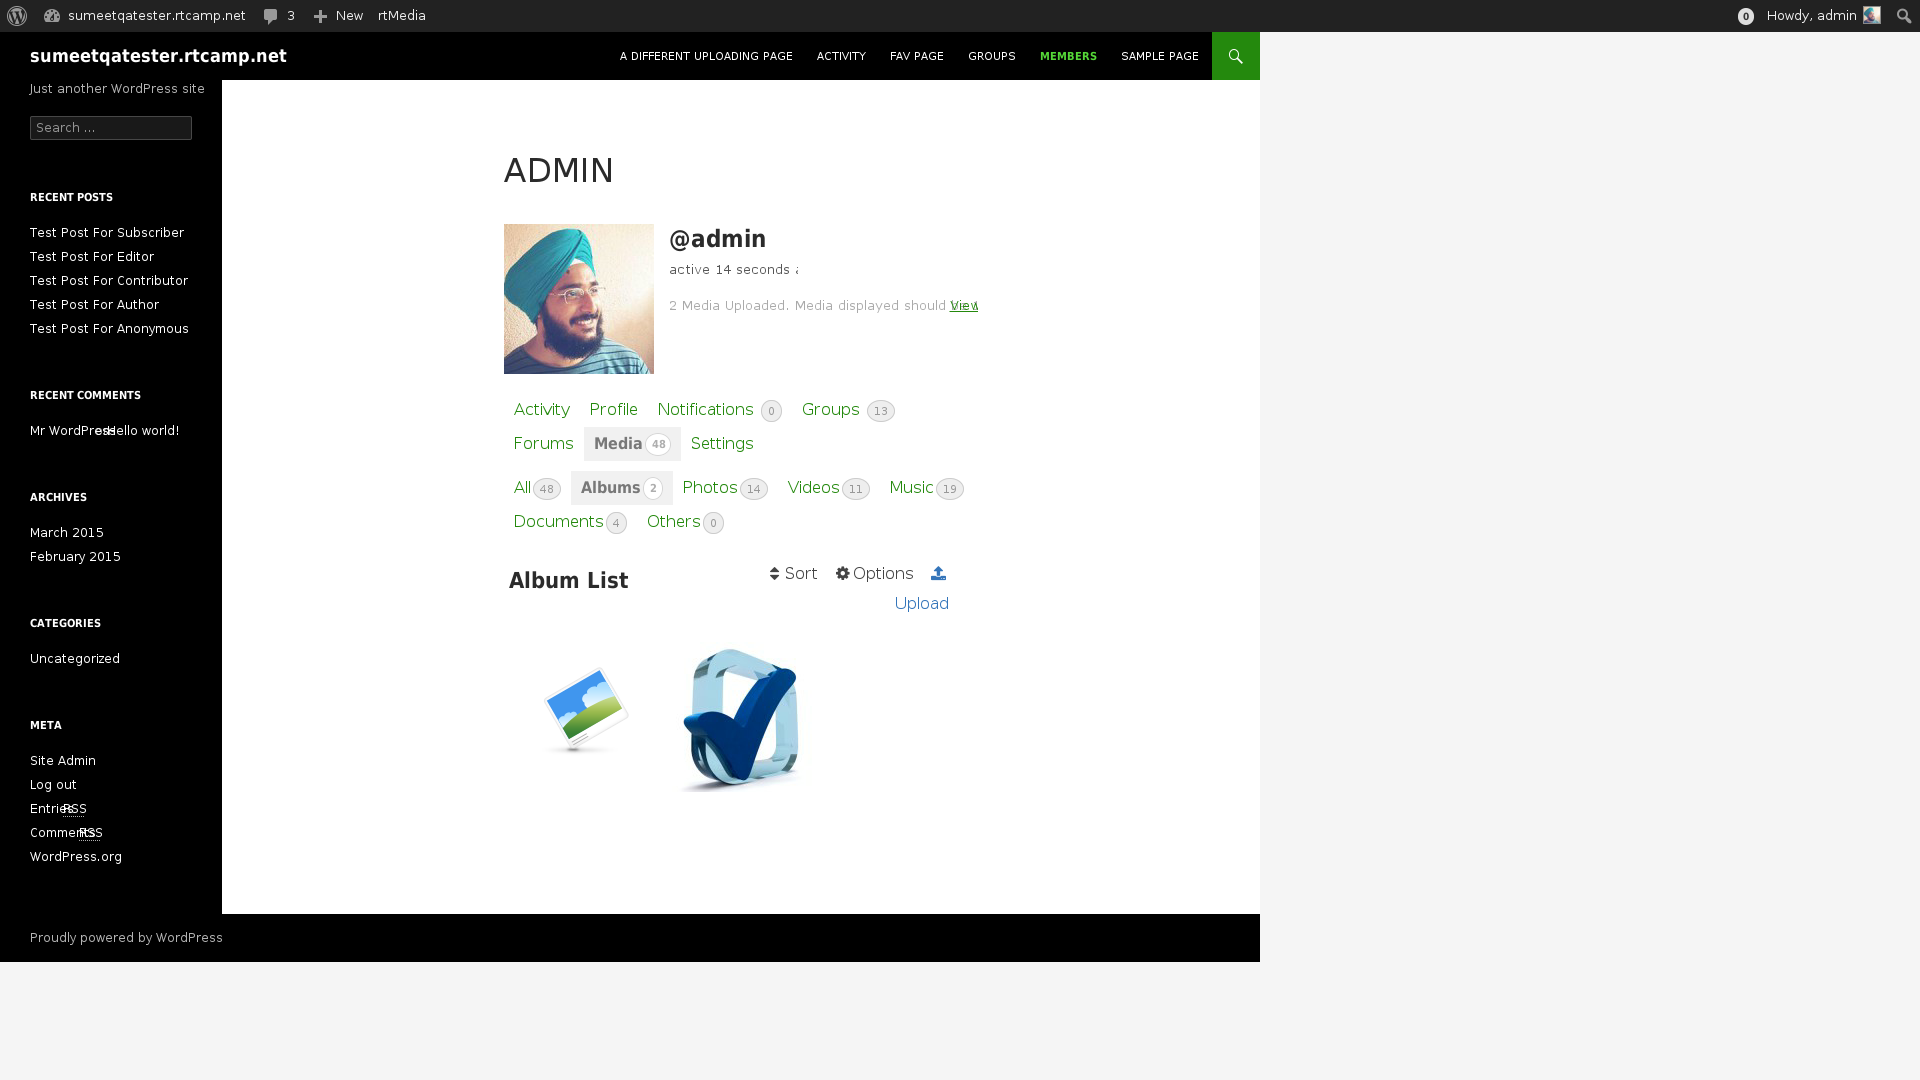 sumeetqatester.rtcamp.net 3 New rtMedia 0 Howdy, admin
sumeetqatester.rtcamp.net A DIFFERENT UPLOADING PAGE ACTIVITY FAV PAGE GROUPS MEMBERS SAMPLE PAGE
Just another WordPress site
Search ...
RECENT POSTS
Test Post For Subscriber
Test Post For Editor
Test Post For Contributor
Test Post For Author
Test Post For Anonymous
RECENT COMMENTS
Mr WordPress Hello world!
ARCHIVES
March 2015
February 2015
CATEGORIES
Uncategorized
META
Site Admin
Log out
Entries RSS
Comments RSS
WordPress.org
ADMIN
@admin
active 14 seconds
2 Media Uploaded. Media displayed should View
Activity Profile Notifications 0 Groups 13
Forums Media 48 Settings
All 48 Albums 2 Photos 14 Videos 11 Music 19
Documents 4 Others 0
Album List
Sort Options
Upload
Proudly powered by WordPress